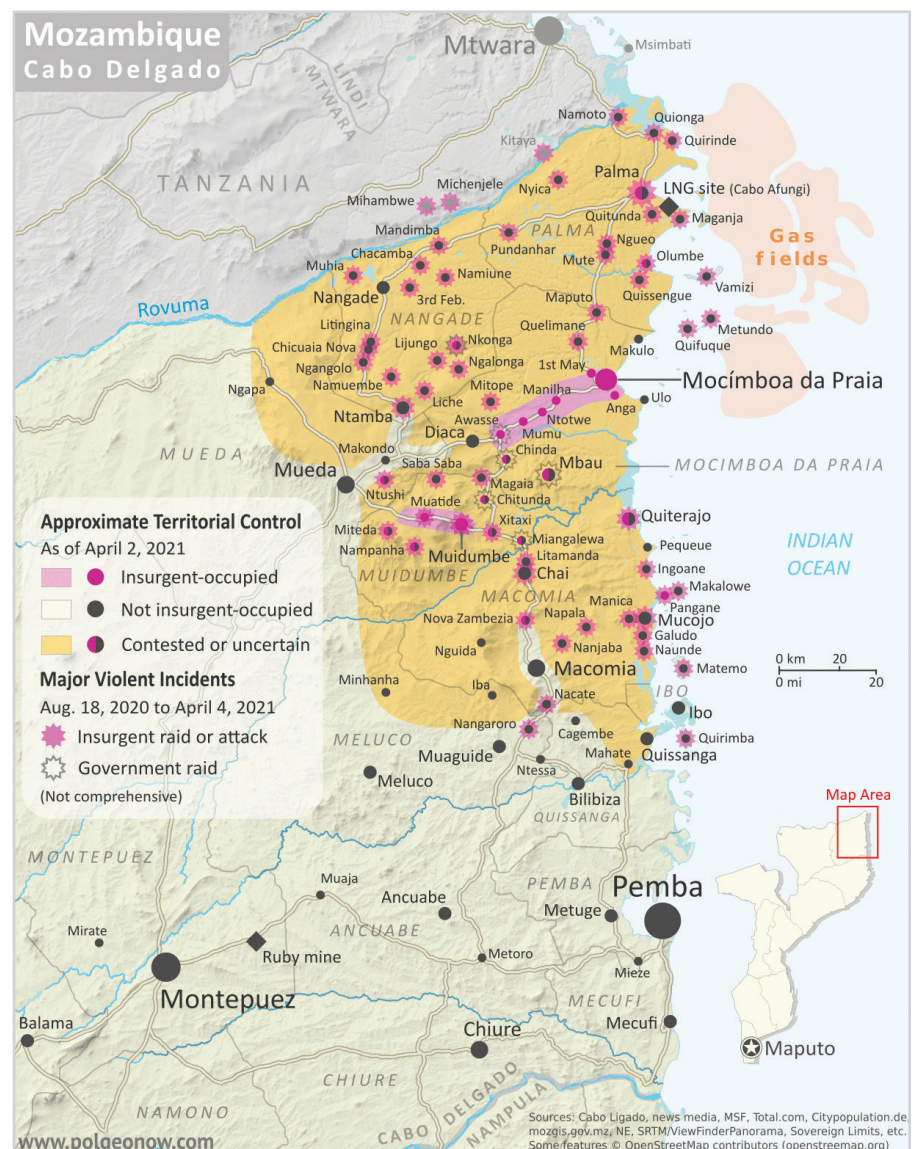 Mozambique
Cabo Delgado
Mtwara
Msimbati
LINDI
MTWARA
Namoto
Quionga
Quirinde
Kitaya
TANZANIA
Nyica
Palma
LNG site (Cabo Afungi)
Michenjele
Mihambwe
Quitunda
Maganja
Mandimba
PALMA
Pundanhar
Ngueo
Gas
fields
Chacamba
Mute
Olumbe
Muhia
Namiune
Quissengue
Vamizi
Nangade
3rd Feb.
Maputo
Rovuma
NANGADE
Metundo
Quifuque
Litingina
Quelimane
Chicuaia Nova
Lijungo
Nkonga
Makulo
Ngangolo
Ngalonga
1st May
Namuembe
Mitope
Manilha
Mocímboa da Praia
Ngapa
Liche
Ulo
Ntamba
Awasse
Anga
Ntotwe
Diaca
Mumu
MUEDA
Makondo
Chinda
Mbau
MOCIMBOA DA PRAIA
Mueda
Saba Saba
Magaia
Ntushi
Chitunda
Muatide
Xitaxi
Quiterajo
Miteda
Miangalewa
Nampanha
Muidumbe
Litamanda
Pequeue
INDIAN
OCEAN
MUIDUMBE
Chai
Ingoane
MACOMIA
Makalowe
Manica
Pangane
Nova Zambezia
Napala
Mucojo
Galudo
Nguida
Nanjaba
Naunde
Macomia
Matemo
0 km 20
0 mi 20
Minhanha
Iba
Nacate
IBO
Ibo
Nangaroro
Cagembe
Quirimba
MELUCO
Muaguide
Mahate
Quissanga
Ntessa
Meluco
Bilibiza
QUISSANGA
Approximate Territorial Control
As of April 2, 2021
Insurgent-occupied
Not insurgent-occupied
Contested or uncertain
Major Violent Incidents
Aug. 18, 2020 to April 4, 2021
Insurgent raid or attack
Government raid
(Not comprehensive)
Map Area
MONTEPUEZ
Muaja
PEMBA
Pemba
Ancuabe
Metuge
Mirate
ANCUABE
Ruby mine
Metoro
Mieze
Montepuez
MECUFI
Balama
Mecufi
Chiure
Maputo
CHIURE
CABO DELGADO
NAMPULA
NAMONO
www.polgeonow.com
Sources: Cabo Ligado, news media, MSF, Total.com, Citypopulation.de,
mozgis.gov.mz, NE, SRTM/ViewFinderPanorama, Sovereign Limits, etc.
Some features © OpenStreetMap contributors (openstreemap.org)